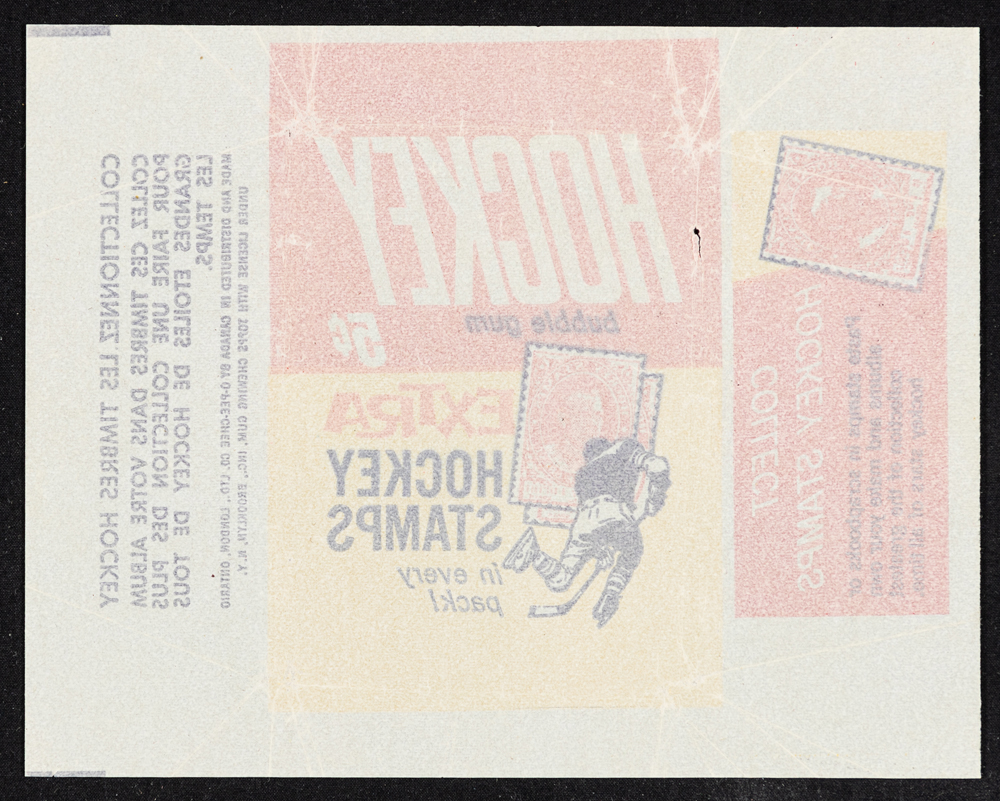 COLLECTIONNEZ LES TIMBRES HOCKEY
COLLEZ CES TIMBRES DANS VOTRE ALBUM
POUR FAIRE UNE COLLECTION DES PLUS
GRANDES ETOILES DE HOCKEY DE TOUS
LES TEMPS.
MADE AND DISTRIBUTED IN CANADA BY O-PEE-CHEE CO. LTD., LONDON, ONTARIO
UNDER LICENSE WITH TOPPS CHEWING GUM, INC., BROOKLYN, N.Y.
HOCKEY
bubble gum
5¢
EXTRA
HOCKEY
STAMPS
in every
pack!
COLLECT
HOCKEY STAMPS